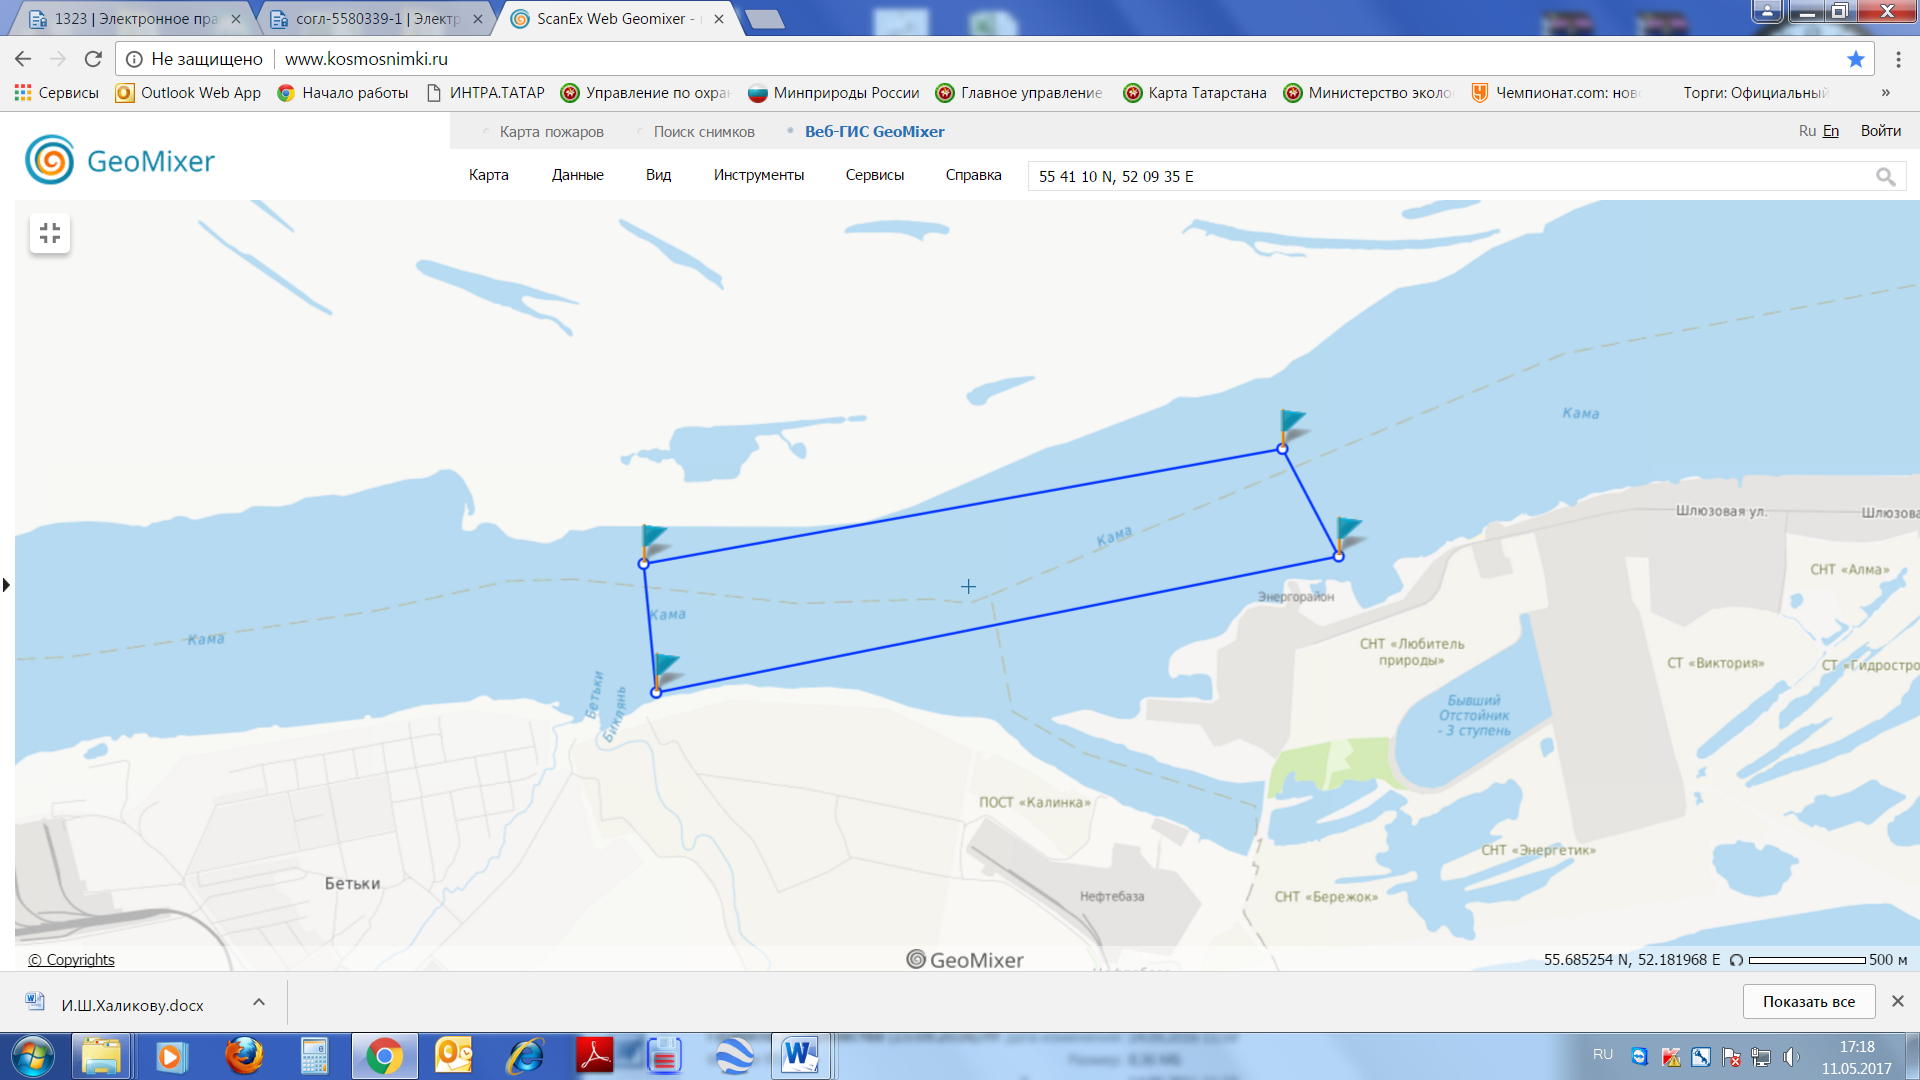 1323 | Электронное пра
согл-5580339-1 | Электр
ScanEx Web Geomixer -
Не защищено
www.kosmosnimki.ru
Сервисы
Outlook Web App
Начало работы
ИНТРА.ТАТАР
Управление по охран
Минприроды России
Главное управление
Карта Татарстана
Министерство эколо
Чемпионат.com: ново
Торги: Официальный
»
GeoMixer
Карта пожаров
Поиск снимков
Веб-ГИС GeoMixer
Ru En
Войти
Карта
Данные
Вид
Инструменты
Сервисы
Справка
55 41 10 N, 52 09 35 E
Кама
Кама
Шлюзовая ул.
Шлюзова
СНТ «Алма»
Энергорайон
Кама
Кама
СНТ «Любитель
природы»
СТ «Виктория»
СТ «Гидростро
Бетьки
Биклянь
Бывший
Отстойник
- 3 ступень
ПОСТ «Калинка»
СНТ «Энергетик»
Бетьки
Нефтебаза
СНТ «Бережок»
© Copyrights
GeoMixer
55.685254 N, 52.181968 E
500 м
И.Ш.Халикову.docx
Показать все
RU
17:18
11.05.2017